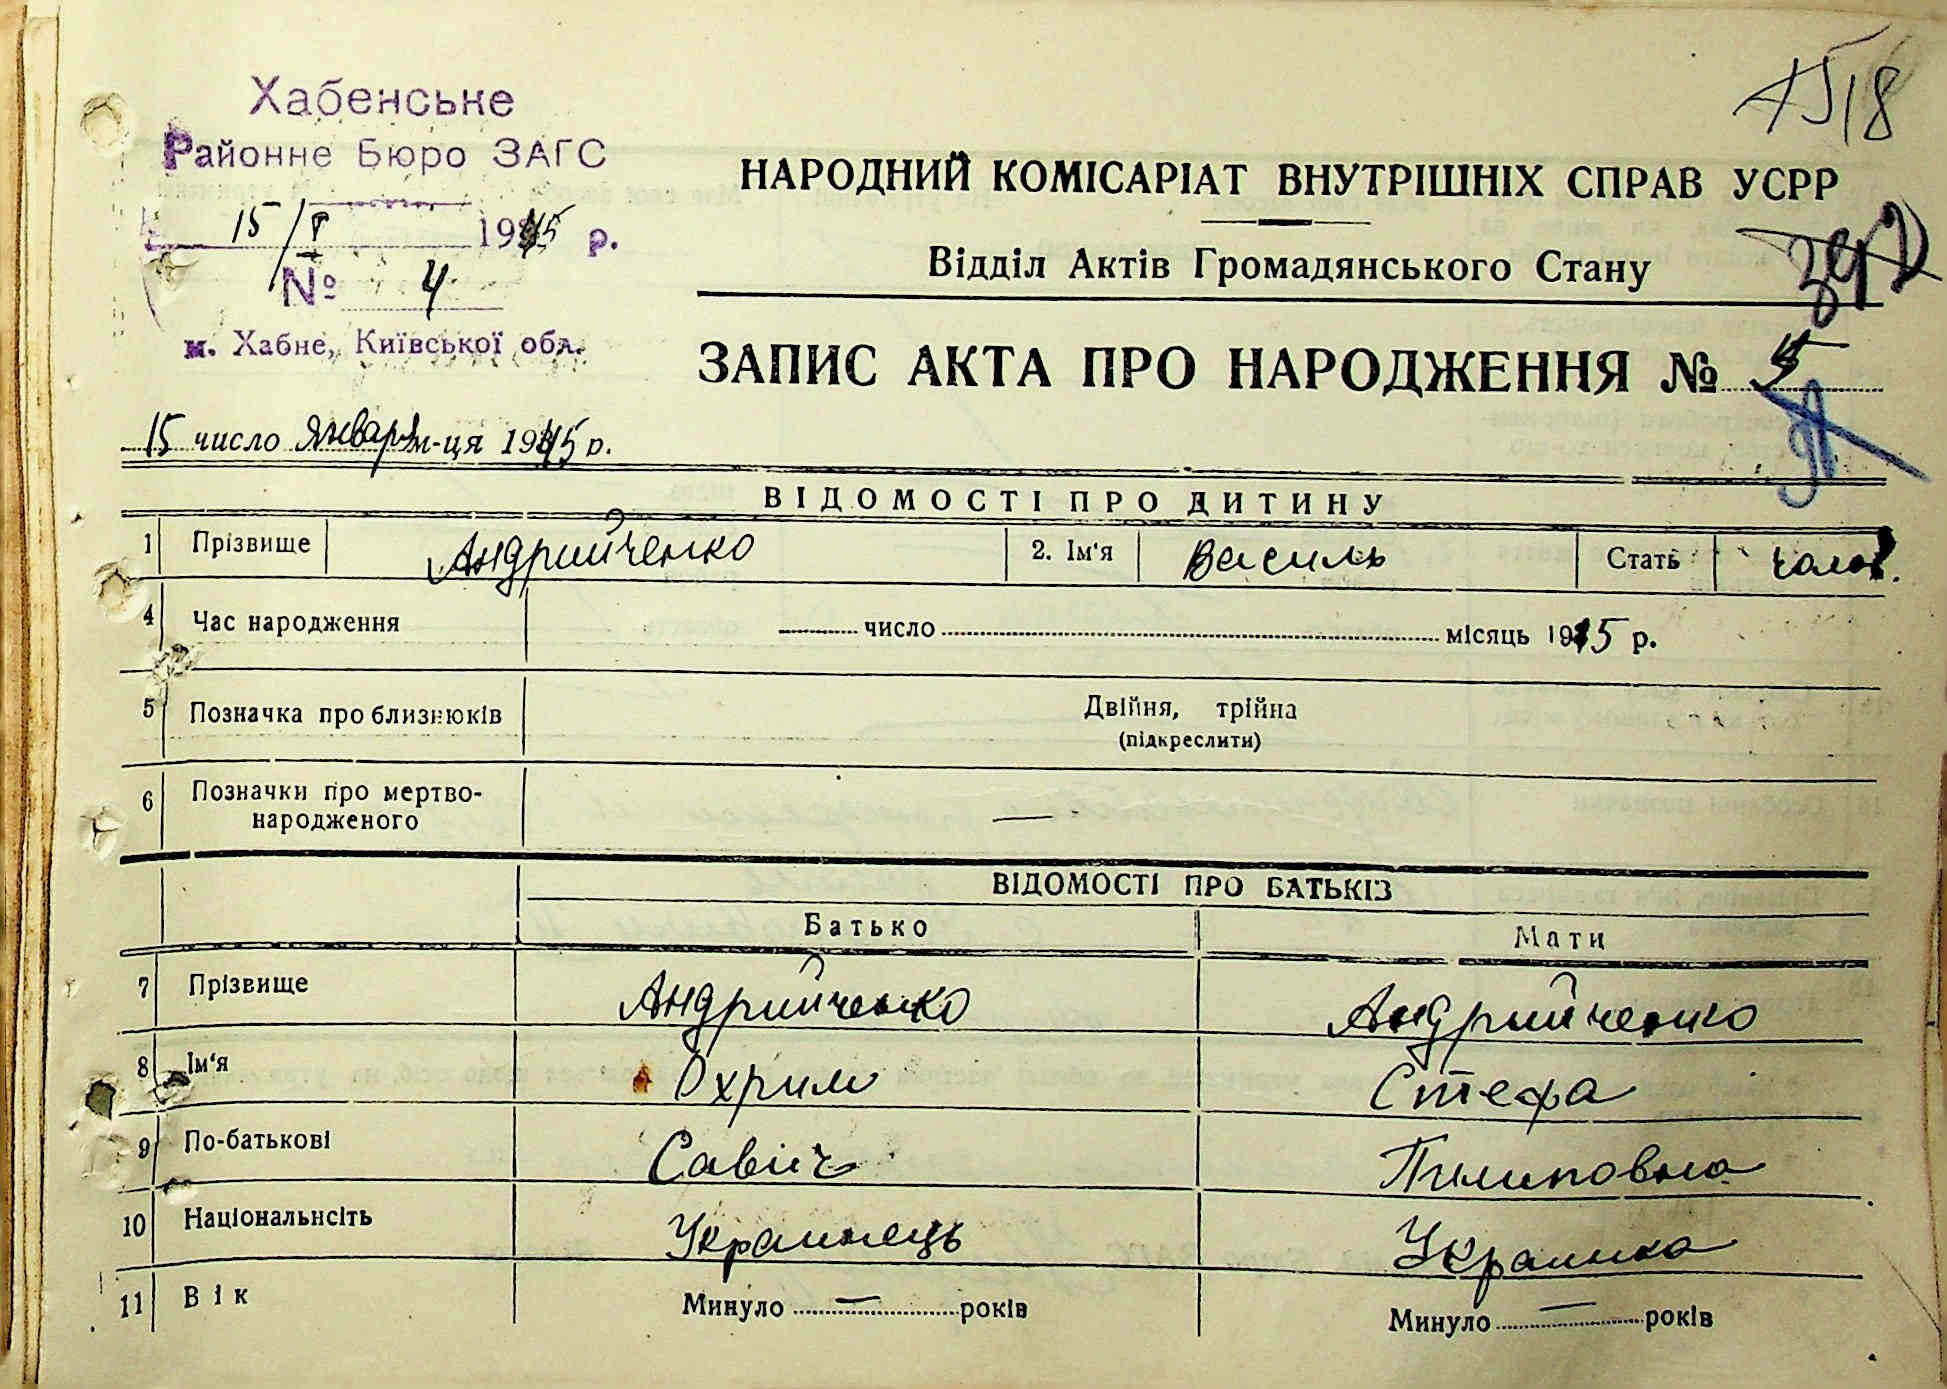 1518
Хабенське
Районне Бюро ЗАГС
15/I 1945 р.
№ 4
м. Хабне, Київської обл.
НАРОДНИЙ КОМІСАРІАТ ВНУТРІШНІХ СПРАВ УСРР
Відділ Актів Громадянського Стану
ЗАПИС АКТА ПРО НАРОДЖЕННЯ №
15 число Января м-ця 1945 р.
ВІДОМОСТІ ПРО ДИТИНУ
1 Прізвище Андрийченко 2. Ім'я Василь Стать чолов.
4 Час народження число місяць 1915 р.
5 Позначка про близнюків Двійня, трійна
(підкреслити)
6 Позначки про мертво-
народженого —
ВІДОМОСТІ ПРО БАТЬКІВ
Батько Мати
7 Прізвище Андрийченко Андрийченко
8 Ім'я Охрим Стефа
9 По-батькові Савич Пилиповна
10 Національнсіть Украинець Украинка
11 Вік Минуло — років Минуло — років